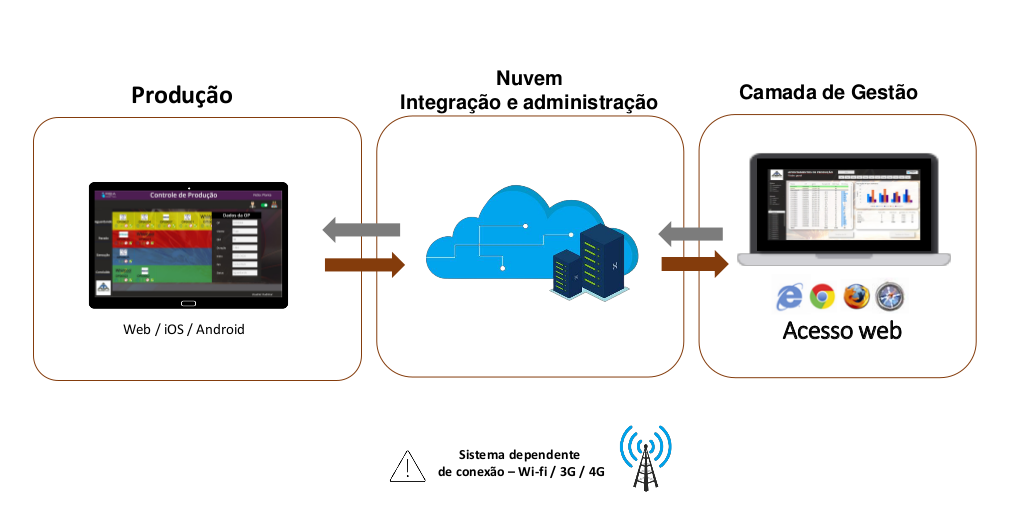 Produção
Nuvem
Integração e administração
Camada de Gestão
Controle de Produção
Dados da OP
Web / iOS / Android
Acesso web
Sistema dependente
de conexão – Wi-fi / 3G / 4G